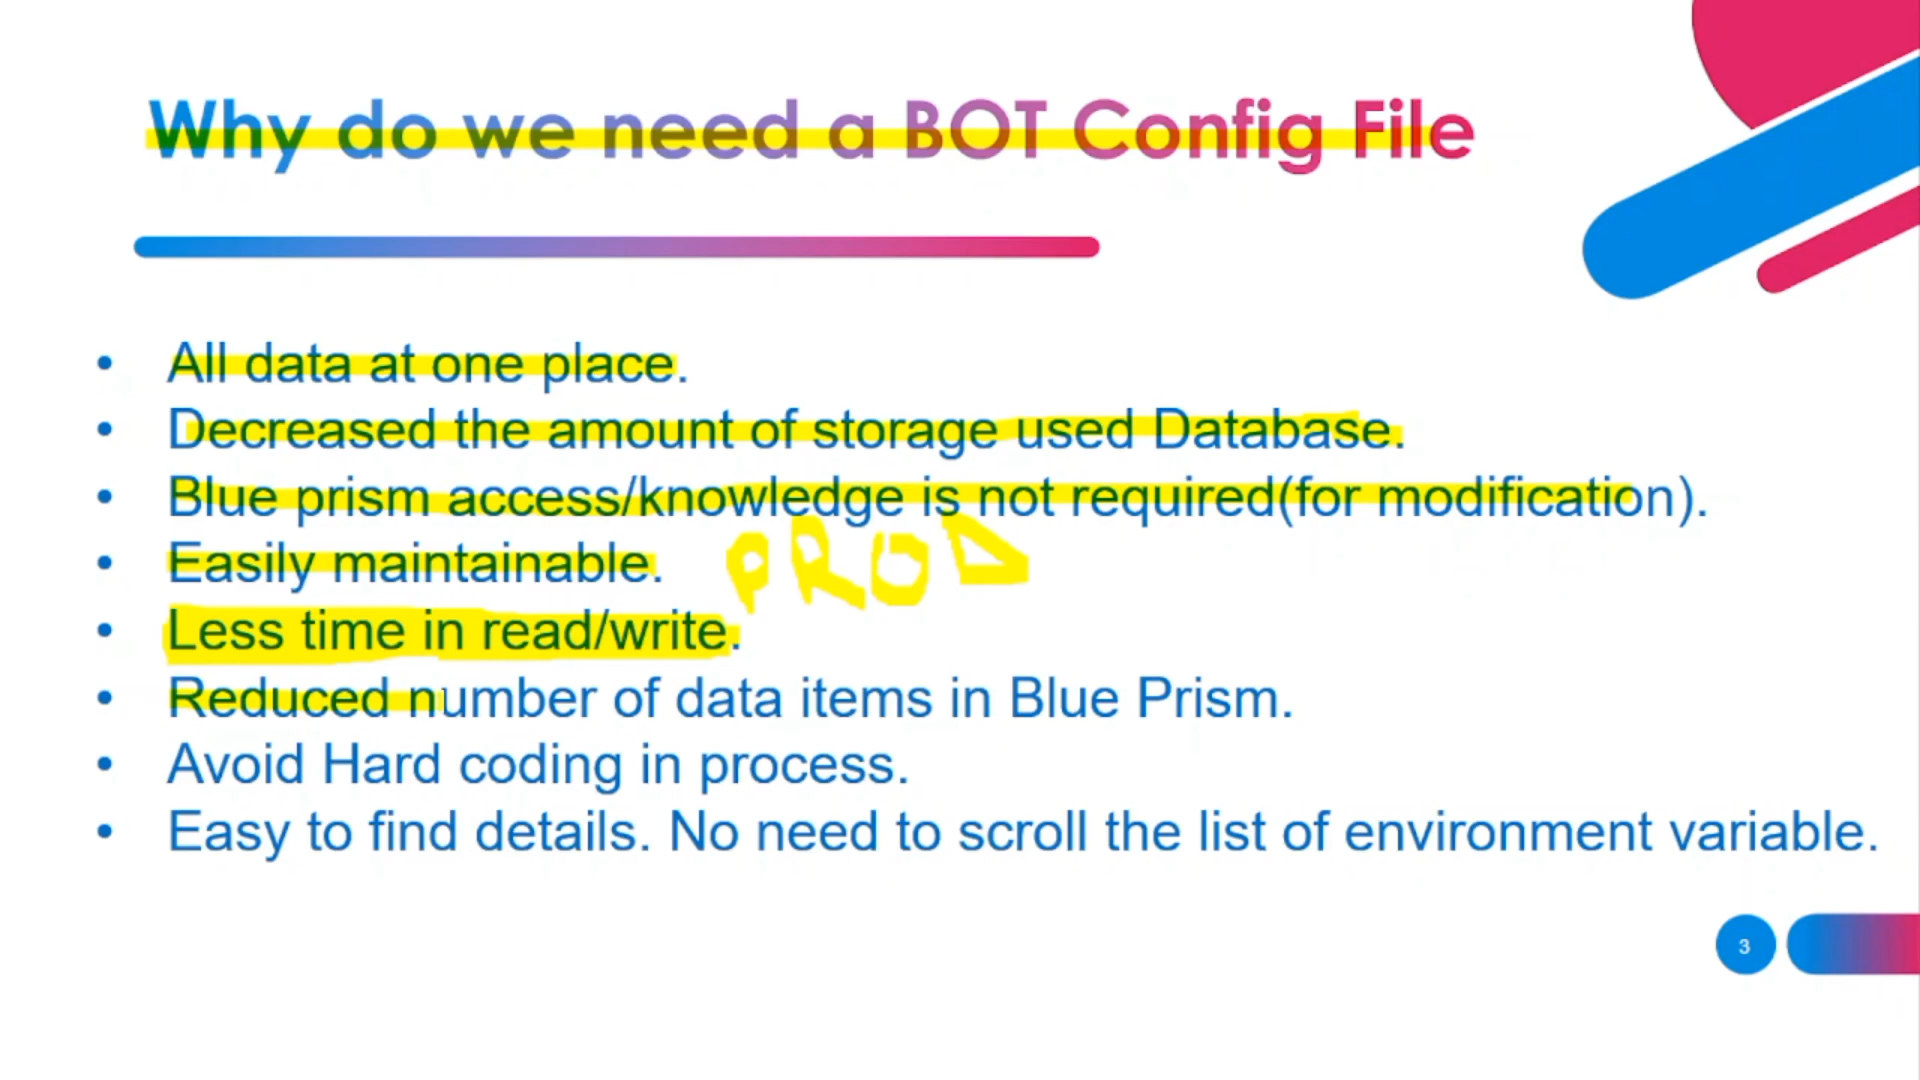 Why do we need a BOT Config File
• All data at one place.
• Decreased the amount of storage used Database.
• Blue prism access/knowledge is not required(for modification).
• Easily maintainable.
PROD
• Less time in read/write.
• Reduced number of data items in Blue Prism.
• Avoid Hard coding in process.
• Easy to find details. No need to scroll the list of environment variable.
3